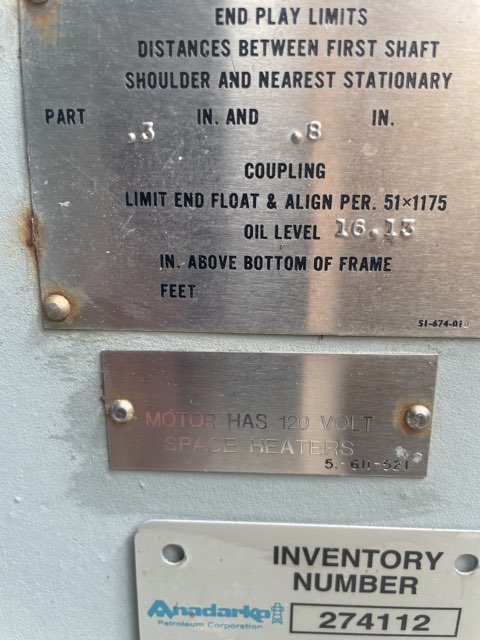 END PLAY LIMITS
DISTANCES BETWEEN FIRST SHAFT
SHOULDER AND NEAREST STATIONARY
PART .3 IN. AND .8 IN.
COUPLING
LIMIT END FLOAT & ALIGN PER. 51×1175
OIL LEVEL 16.13
IN. ABOVE BOTTOM OF FRAME
FEET
MOTOR HAS 120 VOLT
SPACE HEATERS
INVENTORY
NUMBER
Anadarko
Petroleum Corporation
274112